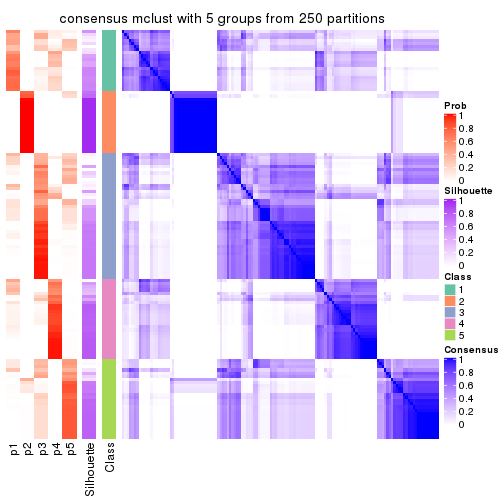 consensus mclust with 5 groups from 250 partitions
Prob
1
0.8
0.6
0.4
0.2
0
Silhouette
1
0.8
0.6
0.4
0.2
0
Class
1
2
3
4
5
Consensus
1
0.8
0.6
0.4
0.2
0
p1
p2
p3
p4
p5
Silhouette
Class